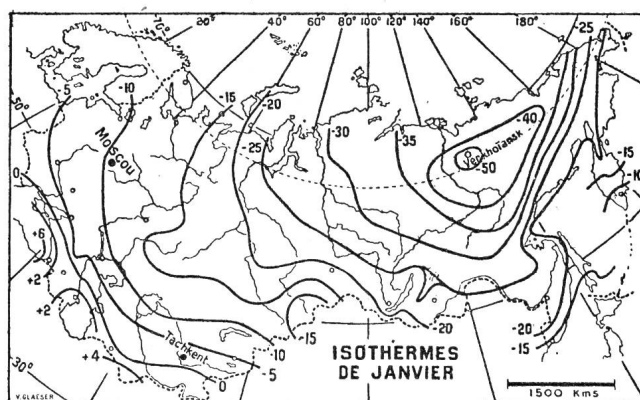 20° 40° 60° 80° 100° 120° 140° 160° 180° -25
50°
5 -10 -15 -20
-25 -30 -35 -40
Moscou
Verkhoïansk
-50
-15
-10
0
+6
+2
+2
Tachkent
+4
30°
0
-5
-10
-15
-20
-20
-15
ISOTHERMES
DE JANVIER
1500 Kms
V. GLAESER